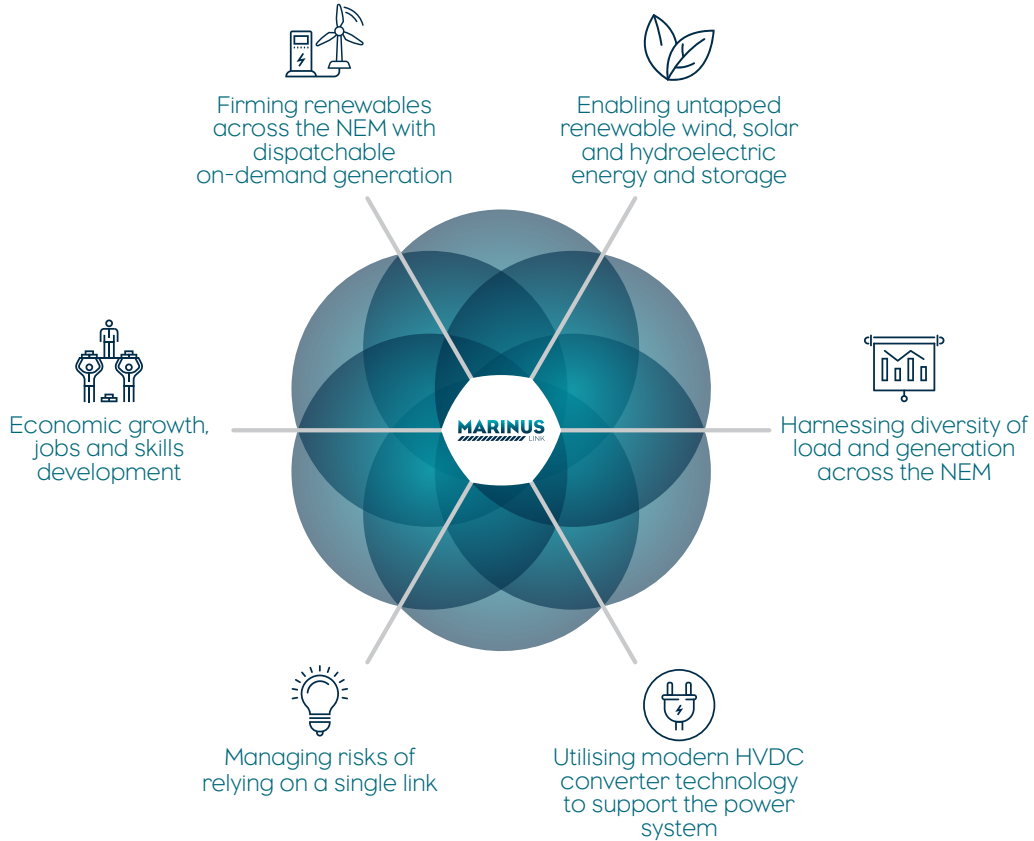 Firming renewables
across the NEM with
dispatchable
on-demand generation
Enabling untapped
renewable wind, solar
and hydroelectric
energy and storage
Economic growth,
jobs and skills
development
MARINUS
LINK
Harnessing diversity of
load and generation
across the NEM
Managing risks of
relying on a single link
Utilising modern HVDC
converter technology
to support the power
system